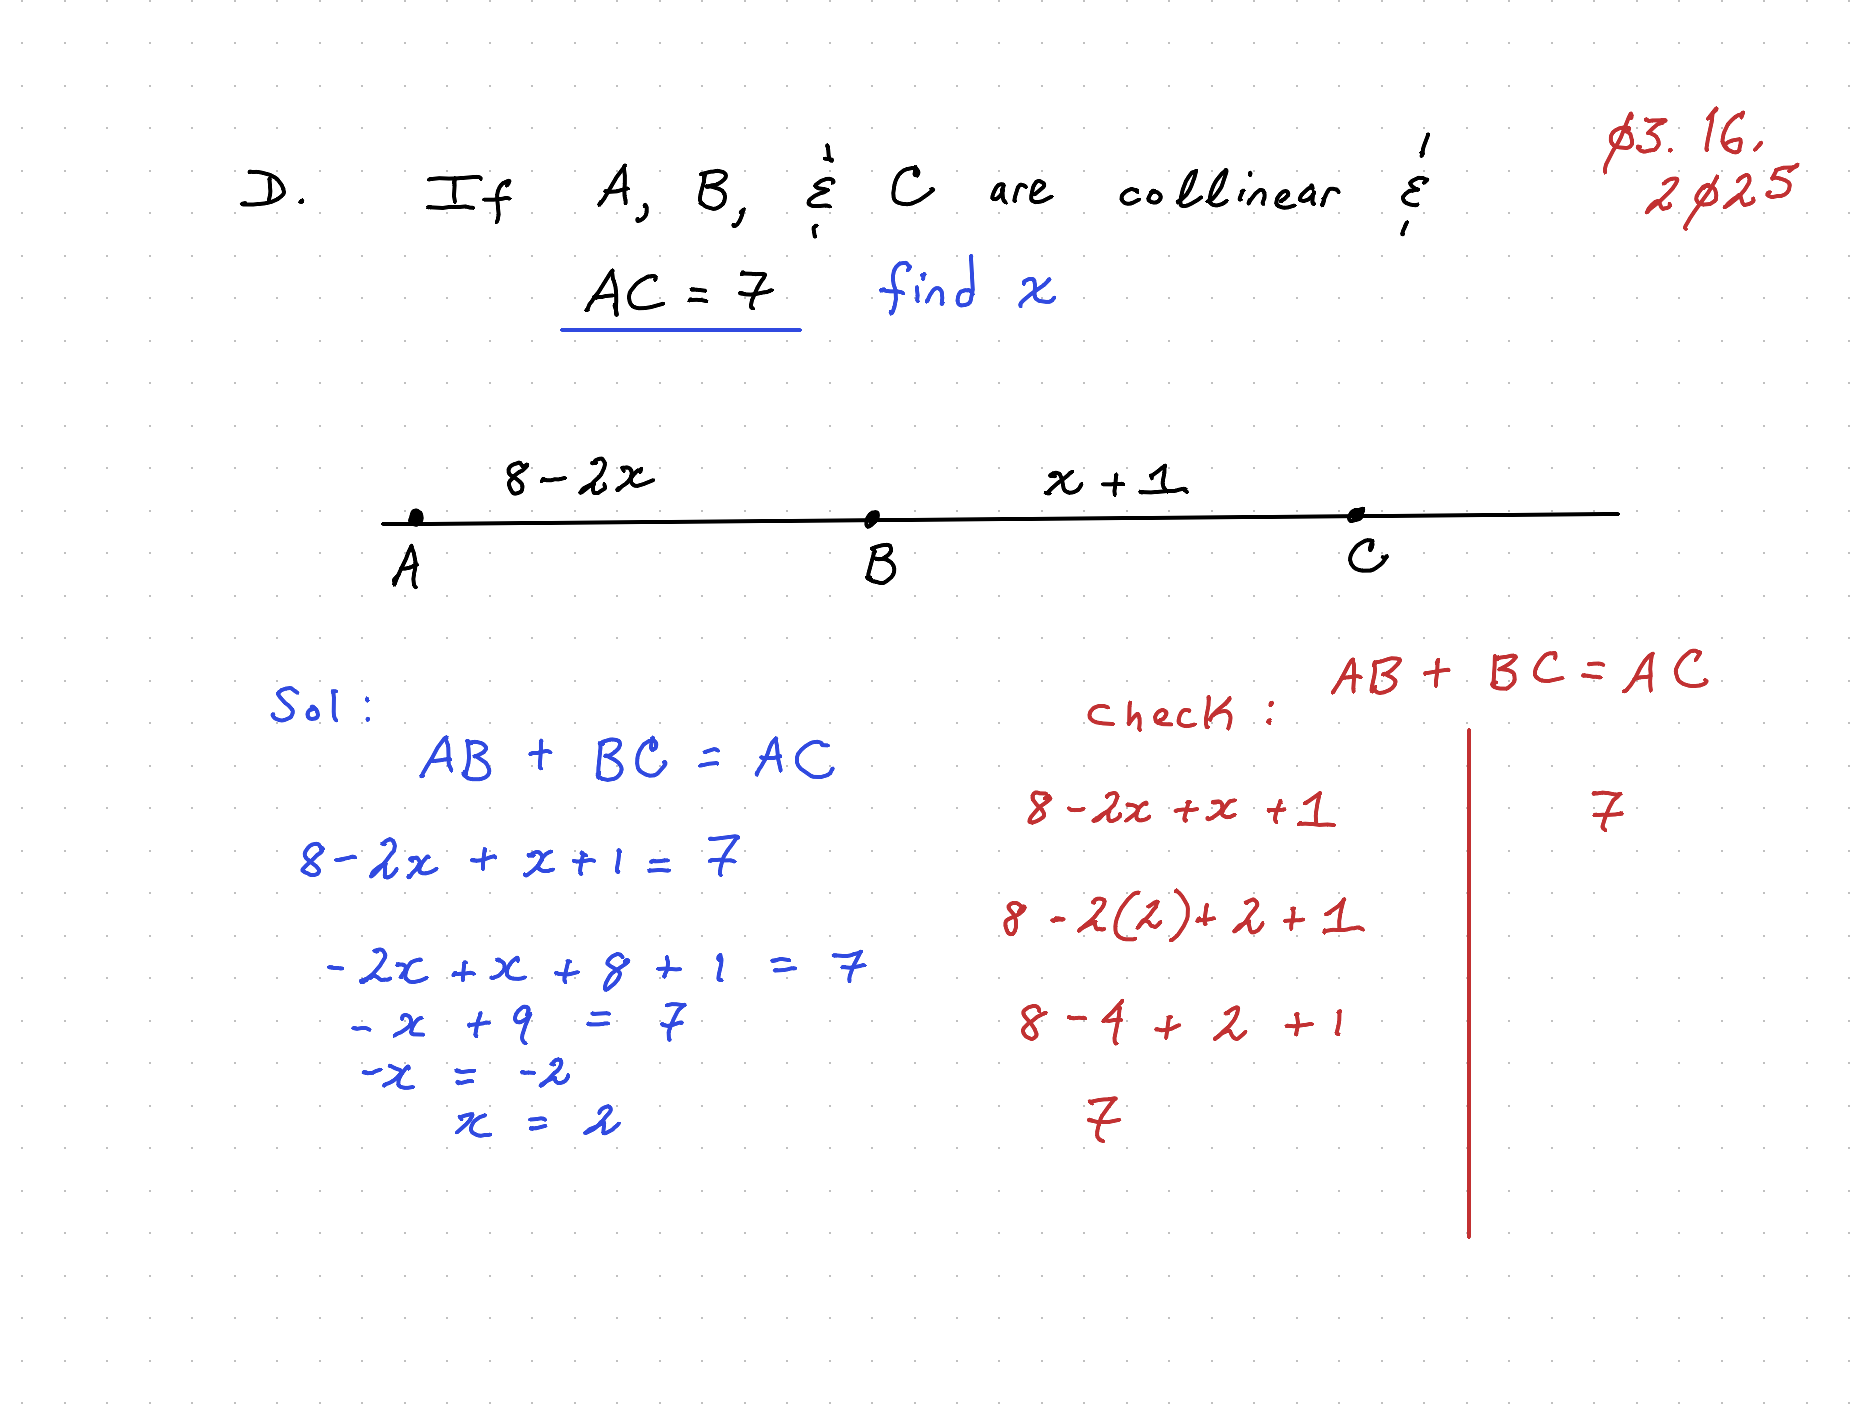 D. If A, B, & C are collinear &
AC = 7 find x
ø3. 16.
2ø25
8 - 2x
x + 1
A B C
Sol:
AB + BC = AC
8 - 2x + x + 1 = 7
-2x + x + 8 + 1 = 7
-x + 9 = 7
-x = -2
x = 2
check: AB + BC = AC
8 - 2x + x + 1 7
8 - 2(2) + 2 + 1
8 - 4 + 2 + 1
7